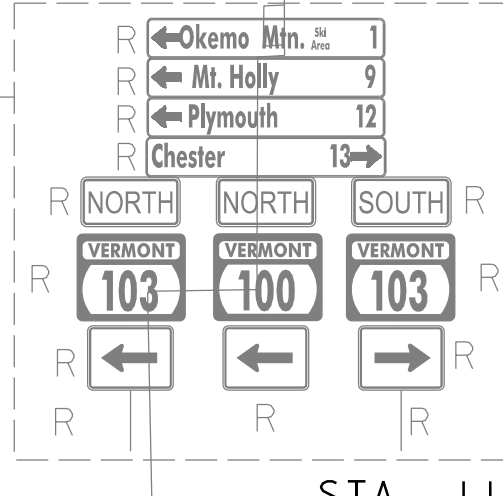 R ←Okemo Mtn. Ski Area 1
R ← Mt. Holly 9
R ← Plymouth 12
R Chester 13→
R NORTH NORTH SOUTH R
VERMONT VERMONT VERMONT
R 103 100 103 R
R ← ← → R
R R R